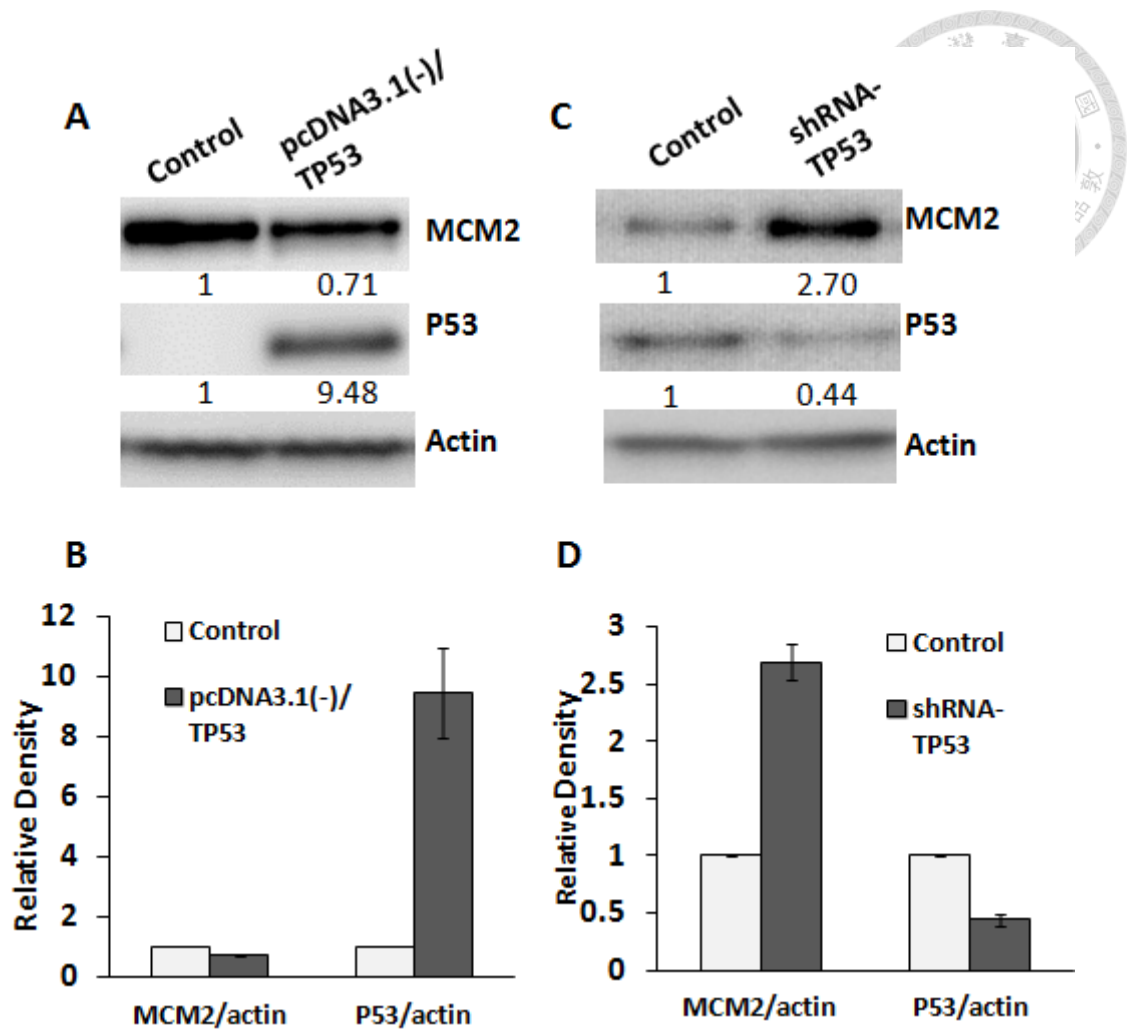 A
Control
pcDNA3.1(-)/
TP53
MCM2
1 0.71
P53
1 9.48
Actin
C
Control
shRNA-
TP53
MCM2
1 2.70
P53
1 0.44
Actin
B
Relative Density
12
10
8
6
4
2
0
Control
pcDNA3.1(-)/
TP53
MCM2/actin P53/actin
D
Relative Density
3
2.5
2
1.5
1
0.5
0
Control
shRNA-
TP53
MCM2/actin P53/actin